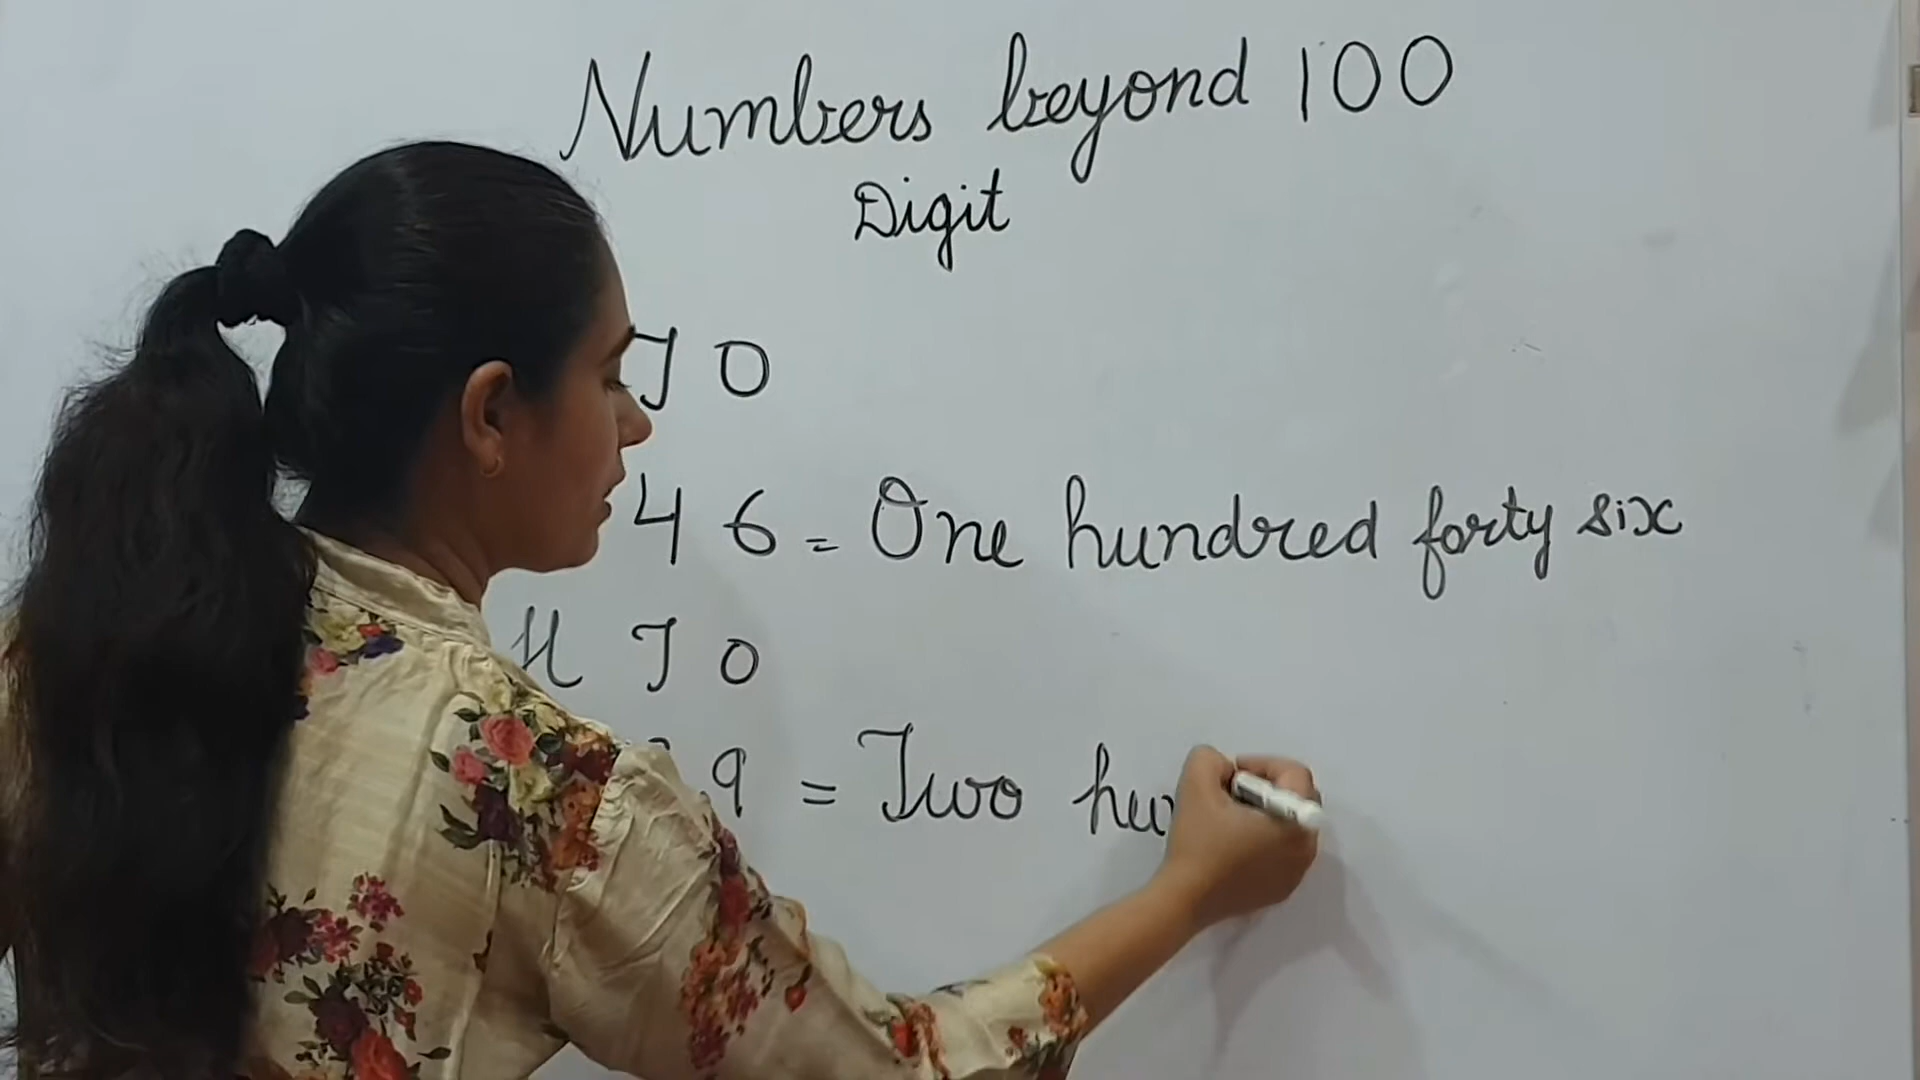 Numbers beyond 100
Digit
T O
4 6 = One hundred forty six
H T O
9 = Two hu